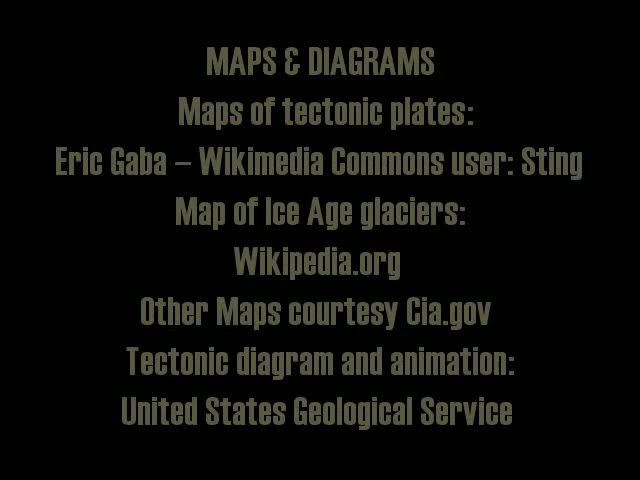 MAPS & DIAGRAMS
Maps of tectonic plates:
Eric Gaba – Wikimedia Commons user: Sting
Map of Ice Age glaciers:
Wikipedia.org
Other Maps courtesy Cia.gov
Tectonic diagram and animation:
United States Geological Service